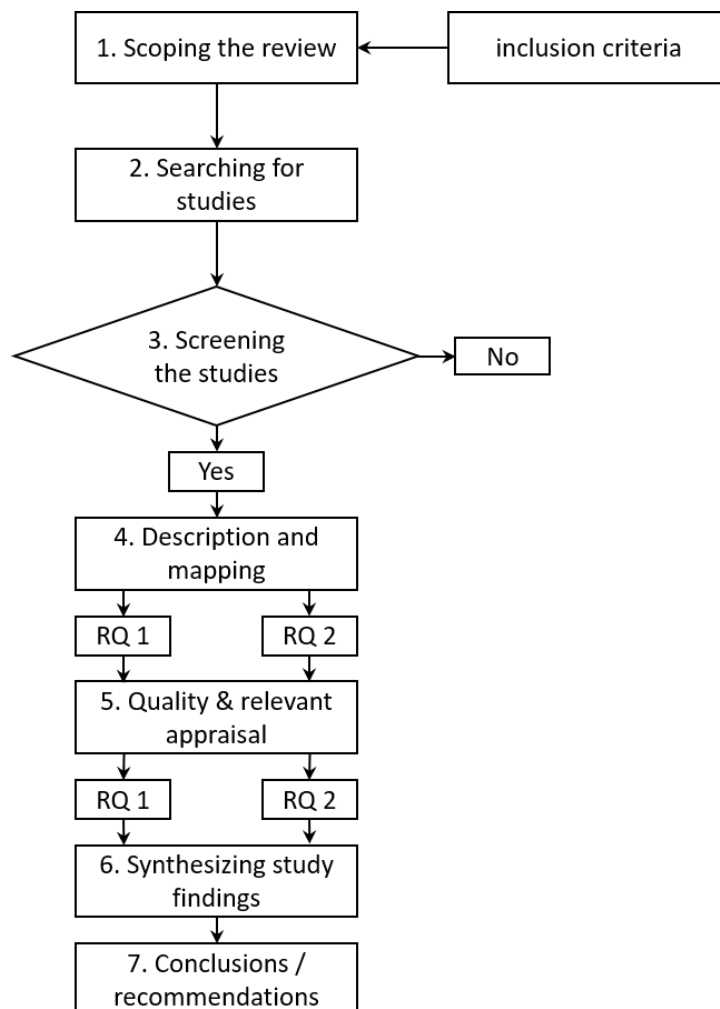 1. Scoping the review
inclusion criteria
2. Searching for
studies
3. Screening
the studies
No
Yes
4. Description and
mapping
RQ 1
RQ 2
5. Quality & relevant
appraisal
RQ 1
RQ 2
6. Synthesizing study
findings
7. Conclusions /
recommendations